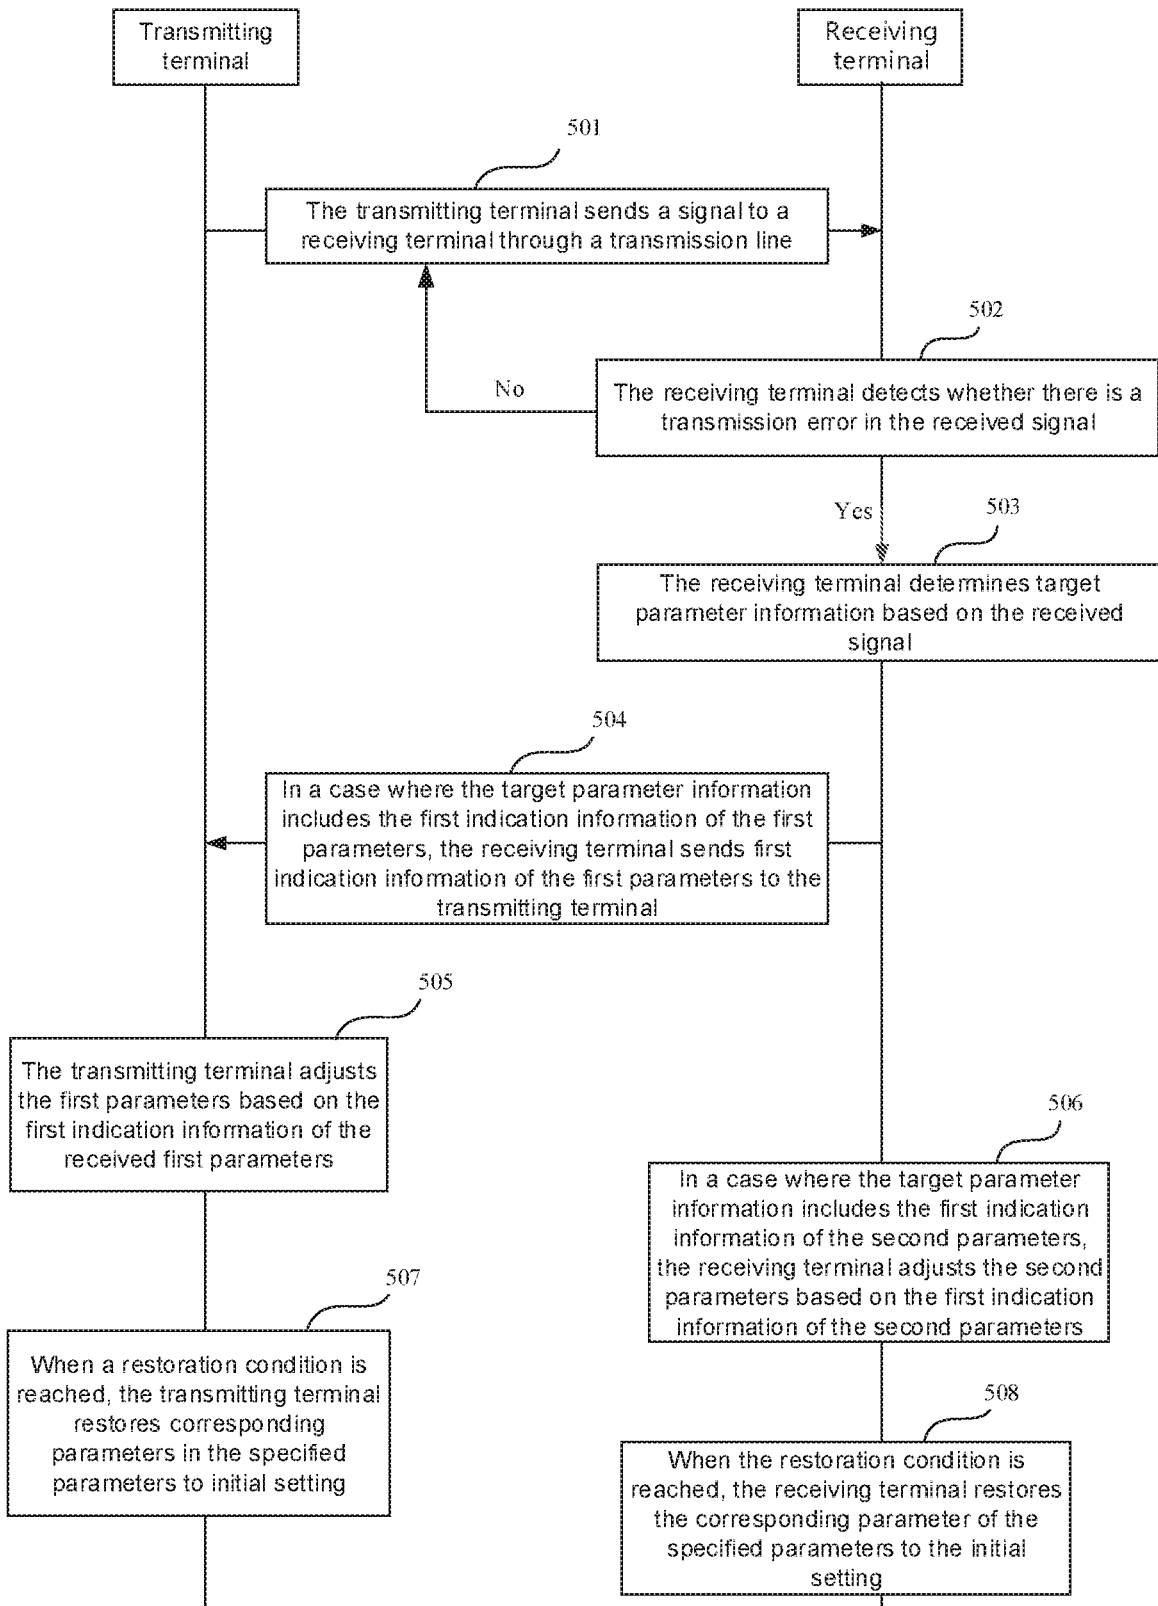 Transmitting
terminal
Receiving
terminal
501
The transmitting terminal sends a signal to a
receiving terminal through a transmission line
502
The receiving terminal detects whether there is a
transmission error in the received signal
No
Yes
503
The receiving terminal determines target
parameter information based on the received
signal
504
In a case where the target parameter information
includes the first indication information of the first
parameters, the receiving terminal sends first
indication information of the first parameters to the
transmitting terminal
505
The transmitting terminal adjusts
the first parameters based on the
first indication information of the
received first parameters
506
In a case where the target parameter
information includes the first indication
information of the second parameters,
the receiving terminal adjusts the second
parameters based on the first indication
information of the second parameters
507
When a restoration condition is
reached, the transmitting terminal
restores corresponding
parameters in the specified
parameters to initial setting
508
When the restoration condition is
reached, the receiving terminal restores
the corresponding parameter of the
specified parameters to the initial
setting